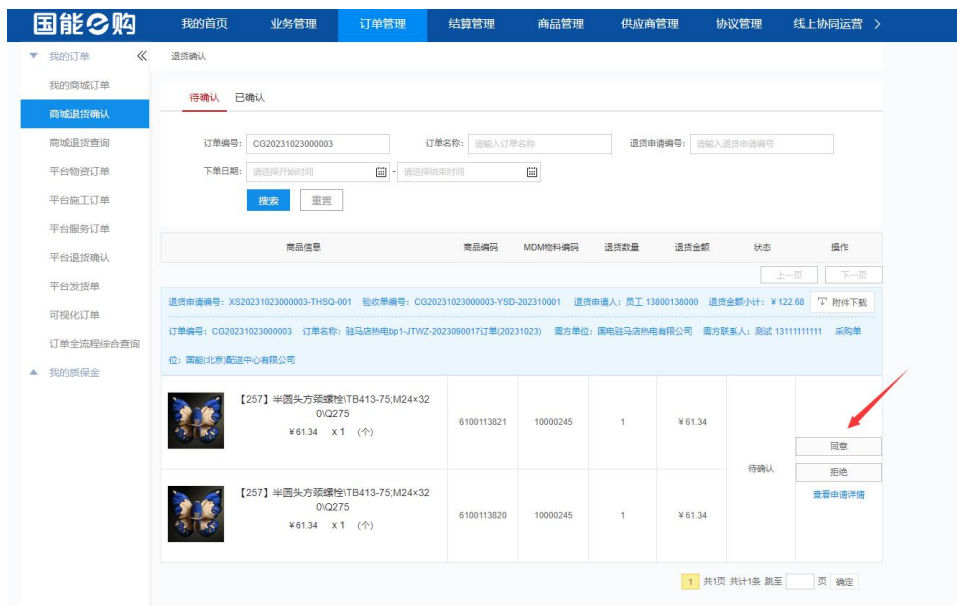 国能e购 我的首页 业务管理 订单管理 结算管理 商品管理 供应商管理 协议管理 线上协同运营
我的订单 退货确认
我的商城订单
待确认 已确认
商城退货确认
商城退货查询
订单编号: CG20231023000003 订单名称: 请输入订单名称 退货申请编号: 请输入退货申请编号
平台物资订单
下单日期: 请选择开始时间 - 请选择结束时间
平台施工订单
搜索 重置
平台服务订单
商品信息 商品编码 MDM物料编码 退货数量 退货金额 状态 操作
平台退货确认
上一页 下一页
平台发货单
退货申请编号: XS20231023000003-THSQ-001 验收单编号: CG20231023000003-YSD-202310001 退货申请人: 员工 13800138000 退货金额小计: ¥122.68 附件下载
可视化订单
订单编号: CG20231023000003 订单名称: 驻马店热电bp1-JTWZ-2023090017订单(20231023) 需方单位: 国电驻马店热电有限公司 需方联系人: 测试 13111111111 采购单
订单全流程综合查询
位: 国能(北京)配送中心有限公司
我的质保金
【257】半圆头方颈螺栓\TB413-75;M24×32
0\Q275
¥61.34 x 1 (个)
6100113821 10000245 1 ¥61.34
同意
待确认
拒绝
查看申请详情
【257】半圆头方颈螺栓\TB413-75;M24×32
0\Q275
¥61.34 x 1 (个)
6100113820 10000245 1 ¥61.34
1 共1页 共计1条 跳至 页 确定